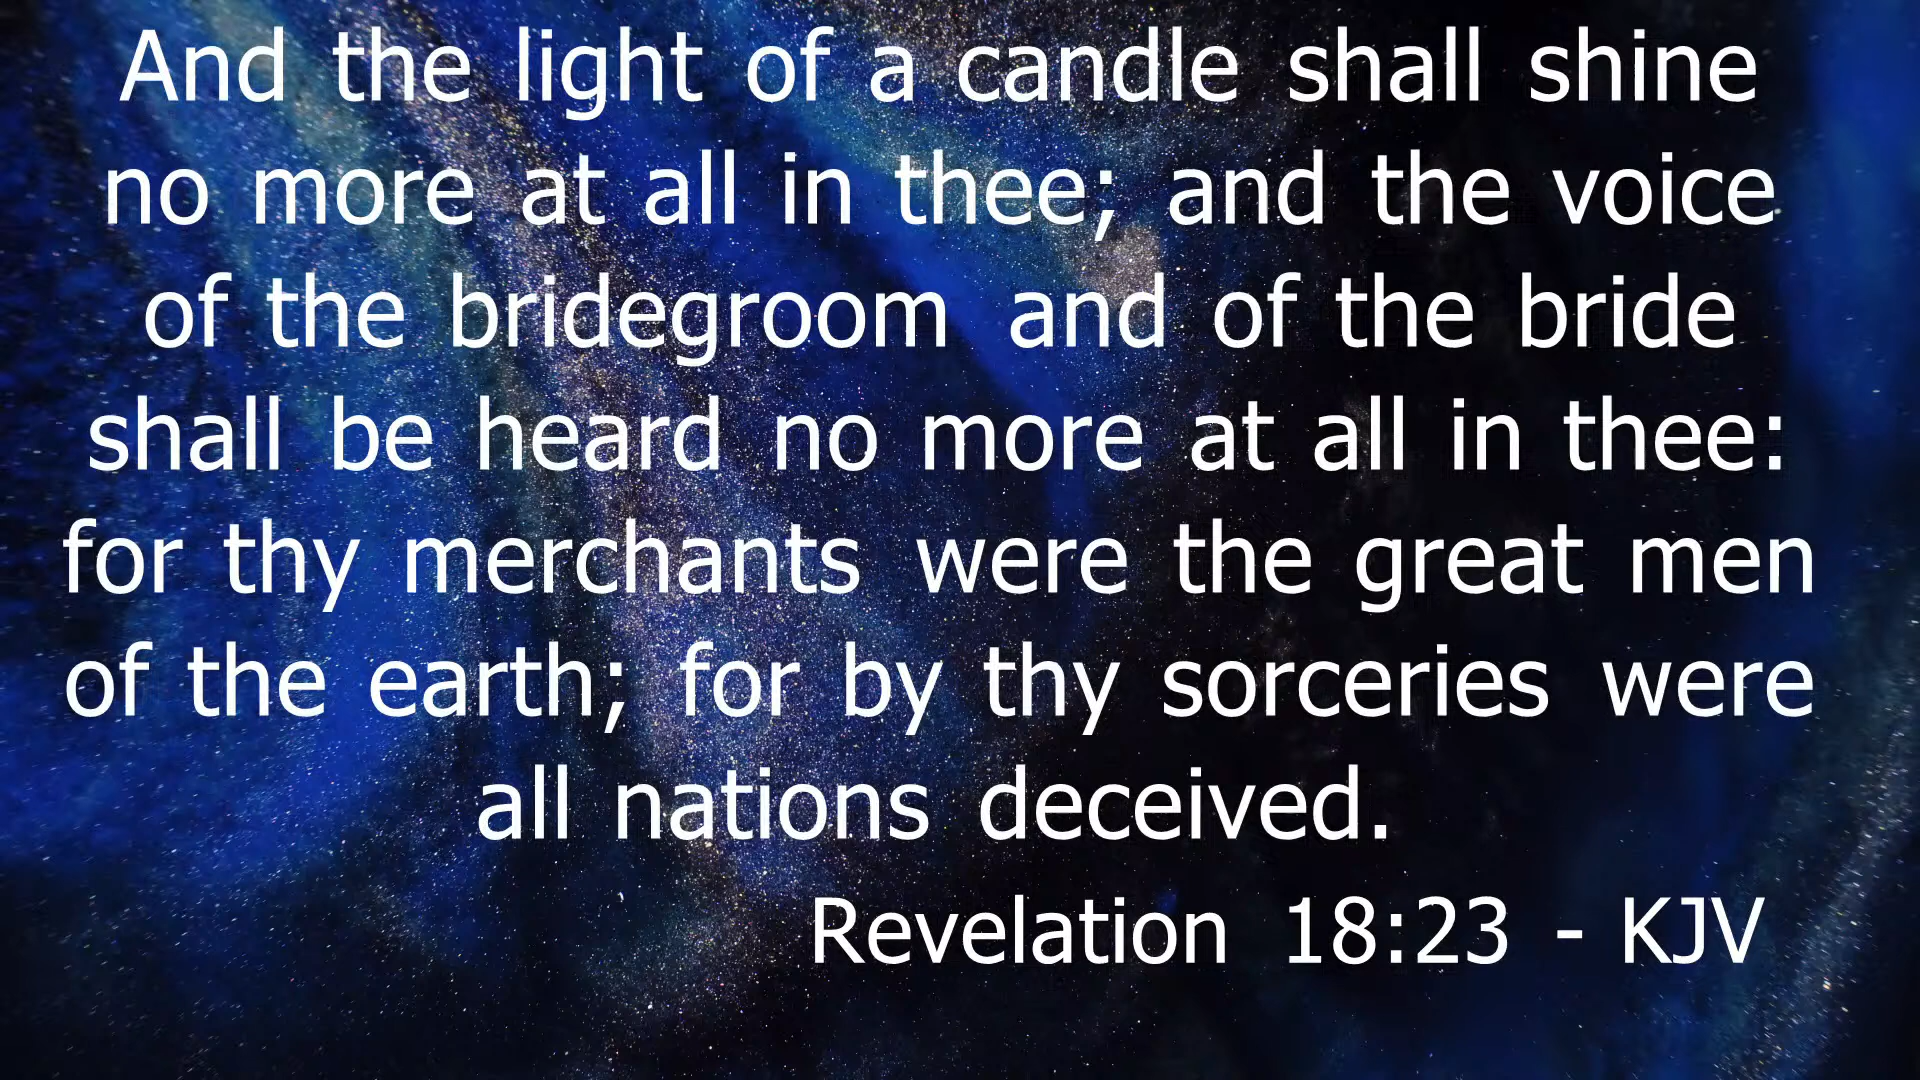 And the light of a candle shall shine
no more at all in thee; and the voice
of the bridegroom and of the bride
shall be heard no more at all in thee:
for thy merchants were the great men
of the earth; for by thy sorceries were
all nations deceived.
Revelation 18:23 - KJV